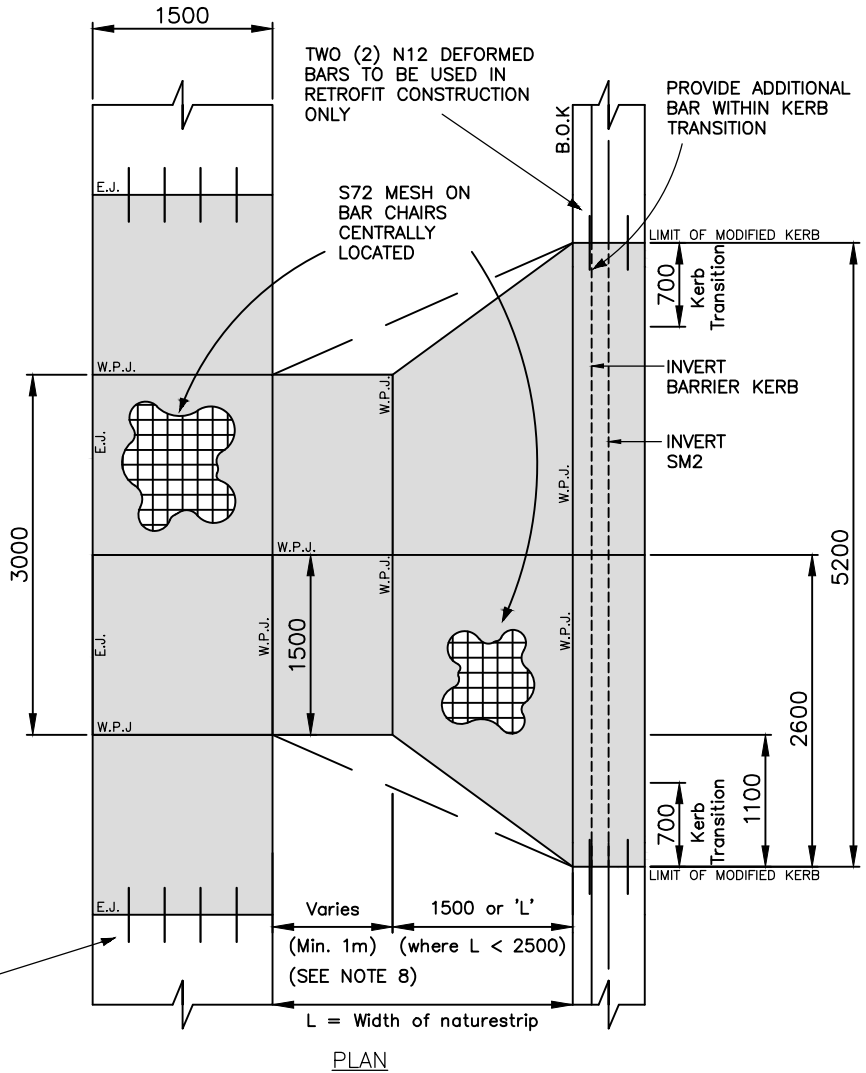 1500
TWO (2) N12 DEFORMED
BARS TO BE USED IN
RETROFIT CONSTRUCTION
ONLY
B.O.K
PROVIDE ADDITIONAL
BAR WITHIN KERB
TRANSITION
E.J.
S72 MESH ON
BAR CHAIRS
CENTRALLY
LOCATED
LIMIT OF MODIFIED KERB
700
Kerb
Transition
W.P.J.
W.P.J.
INVERT
BARRIER KERB
E.J.
INVERT
SM2
W.P.J.
3000
W.P.J.
W.P.J.
5200
E.J.
W.P.J.
1500
W.P.J.
2600
W.P.J
1100
700
Kerb
Transition
LIMIT OF MODIFIED KERB
E.J.
Varies
1500 or 'L'
(Min. 1m)
(where L < 2500)
(SEE NOTE 8)
L = Width of naturestrip
PLAN